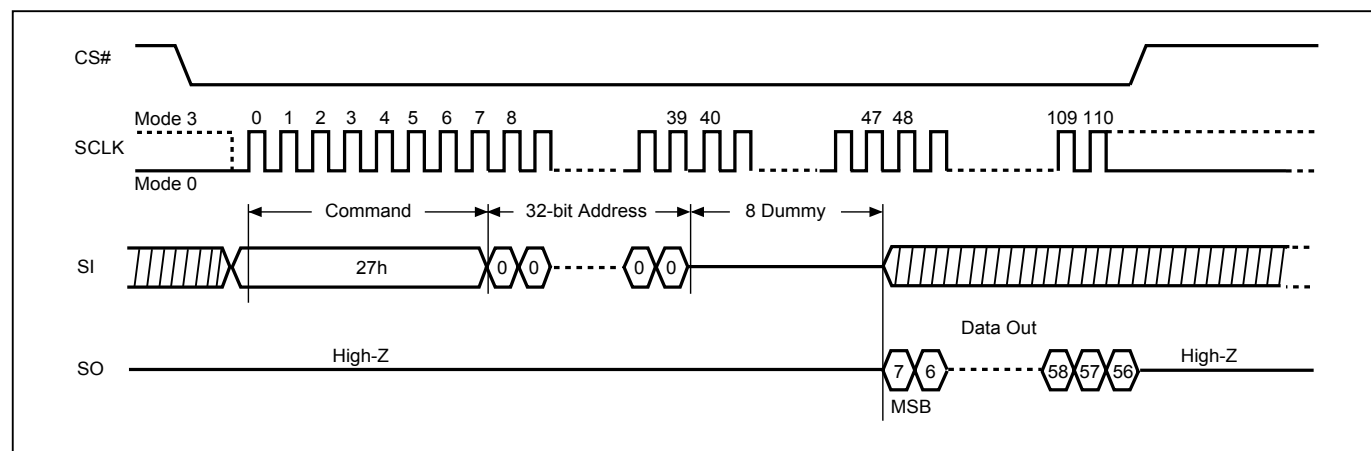 CS#
Mode 3 0 1 2 3 4 5 6 7 8 39 40 47 48 109 110
SCLK
Mode 0
Command 32-bit Address 8 Dummy
SI 27h 0 0 0 0
Data Out
SO High-Z 7 6 58 57 56 High-Z
MSB